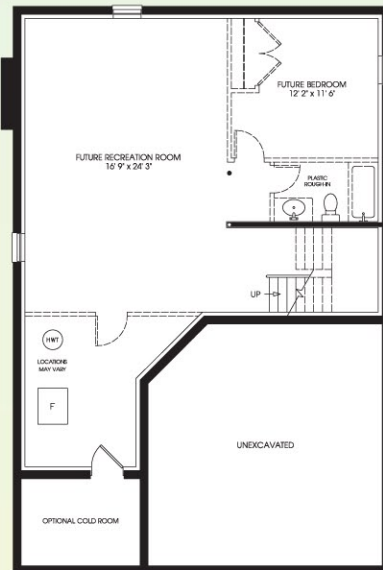 FUTURE BEDROOM
12' 2" x 11' 6"
FUTURE RECREATION ROOM
16' 9" x 24' 3"
PLASTIC
ROUGH-IN
UP
HWT
LOCATIONS
MAY VARY
F
UNEXCAVATED
OPTIONAL COLD ROOM